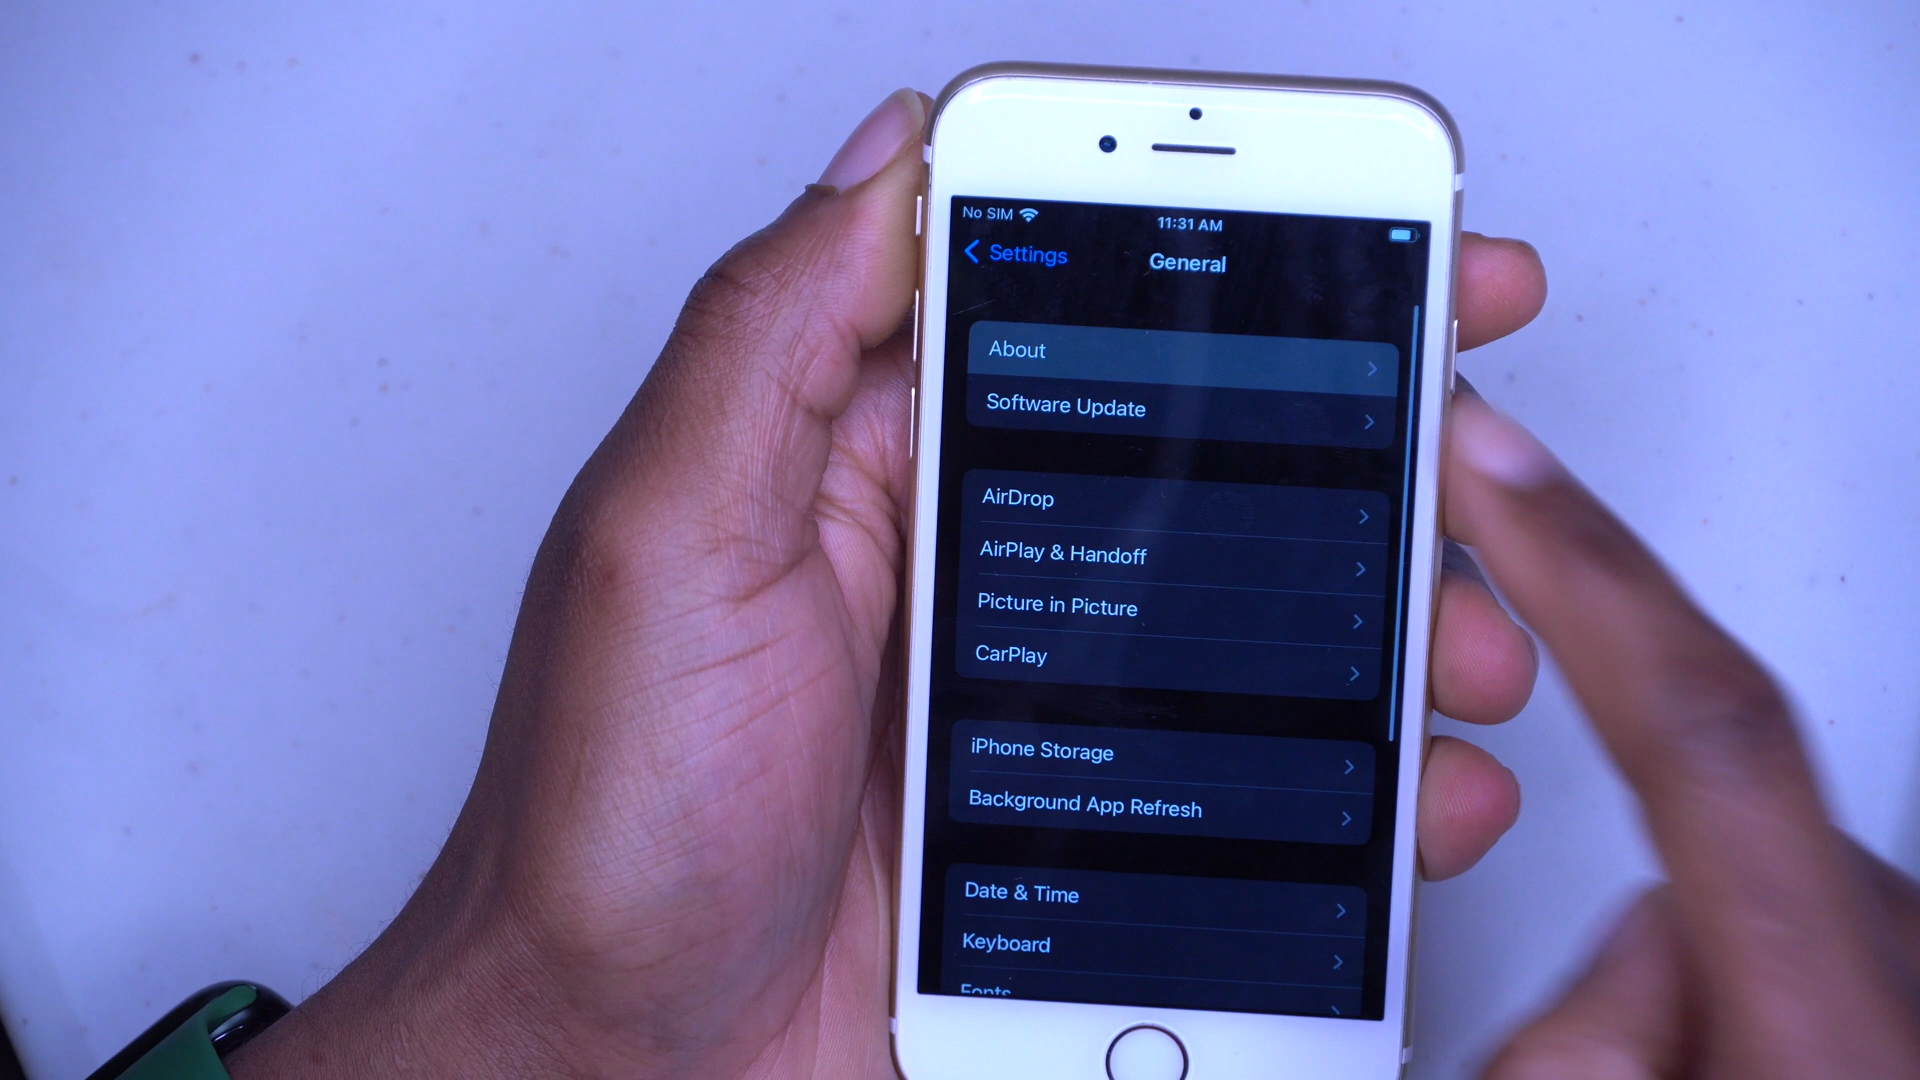 No SIM
11:31 AM
Settings
General
About
Software Update
AirDrop
AirPlay & Handoff
Picture in Picture
CarPlay
iPhone Storage
Background App Refresh
Date & Time
Keyboard
Fonts